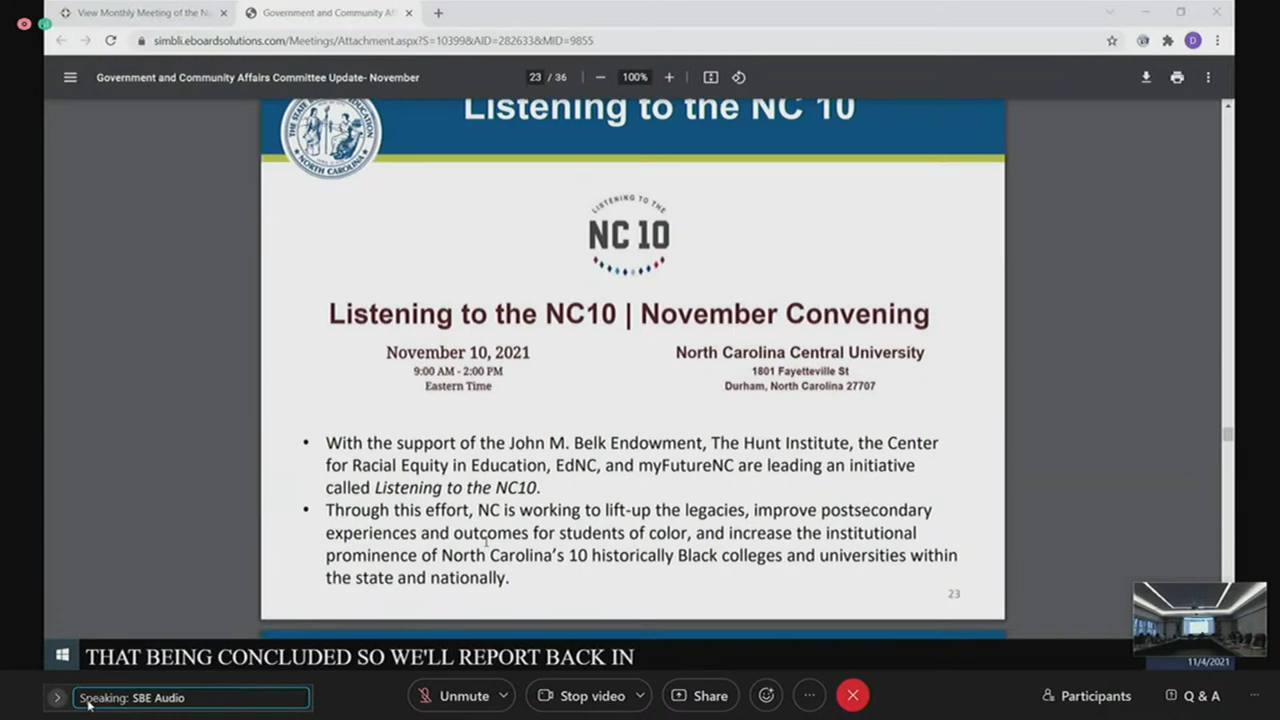 View Monthly Meeting of the N
Government and Community Af
simbli.eboardsolutions.com/Meetings/Attachment.aspx?S=10399&AID=282633&MID=9855
D
Government and Community Affairs Committee Update- November
23 / 36
100%
Listening to the NC 10
THE STATE
EDUCATION
NORTH CAROLINA
LISTENING TO THE
NC 10
Listening to the NC10 | November Convening
November 10, 2021
9:00 AM - 2:00 PM
Eastern Time
North Carolina Central University
1801 Fayetteville St
Durham, North Carolina 27707
• With the support of the John M. Belk Endowment, The Hunt Institute, the Center
for Racial Equity in Education, EdNC, and myFutureNC are leading an initiative
called Listening to the NC10.
• Through this effort, NC is working to lift-up the legacies, improve postsecondary
experiences and outcomes for students of color, and increase the institutional
prominence of North Carolina's 10 historically Black colleges and universities within
the state and nationally.
23
THAT BEING CONCLUDED SO WE'LL REPORT BACK IN
11/4/2021
Speaking: SBE Audio
Unmute
Stop video
Share
Participants
Q & A